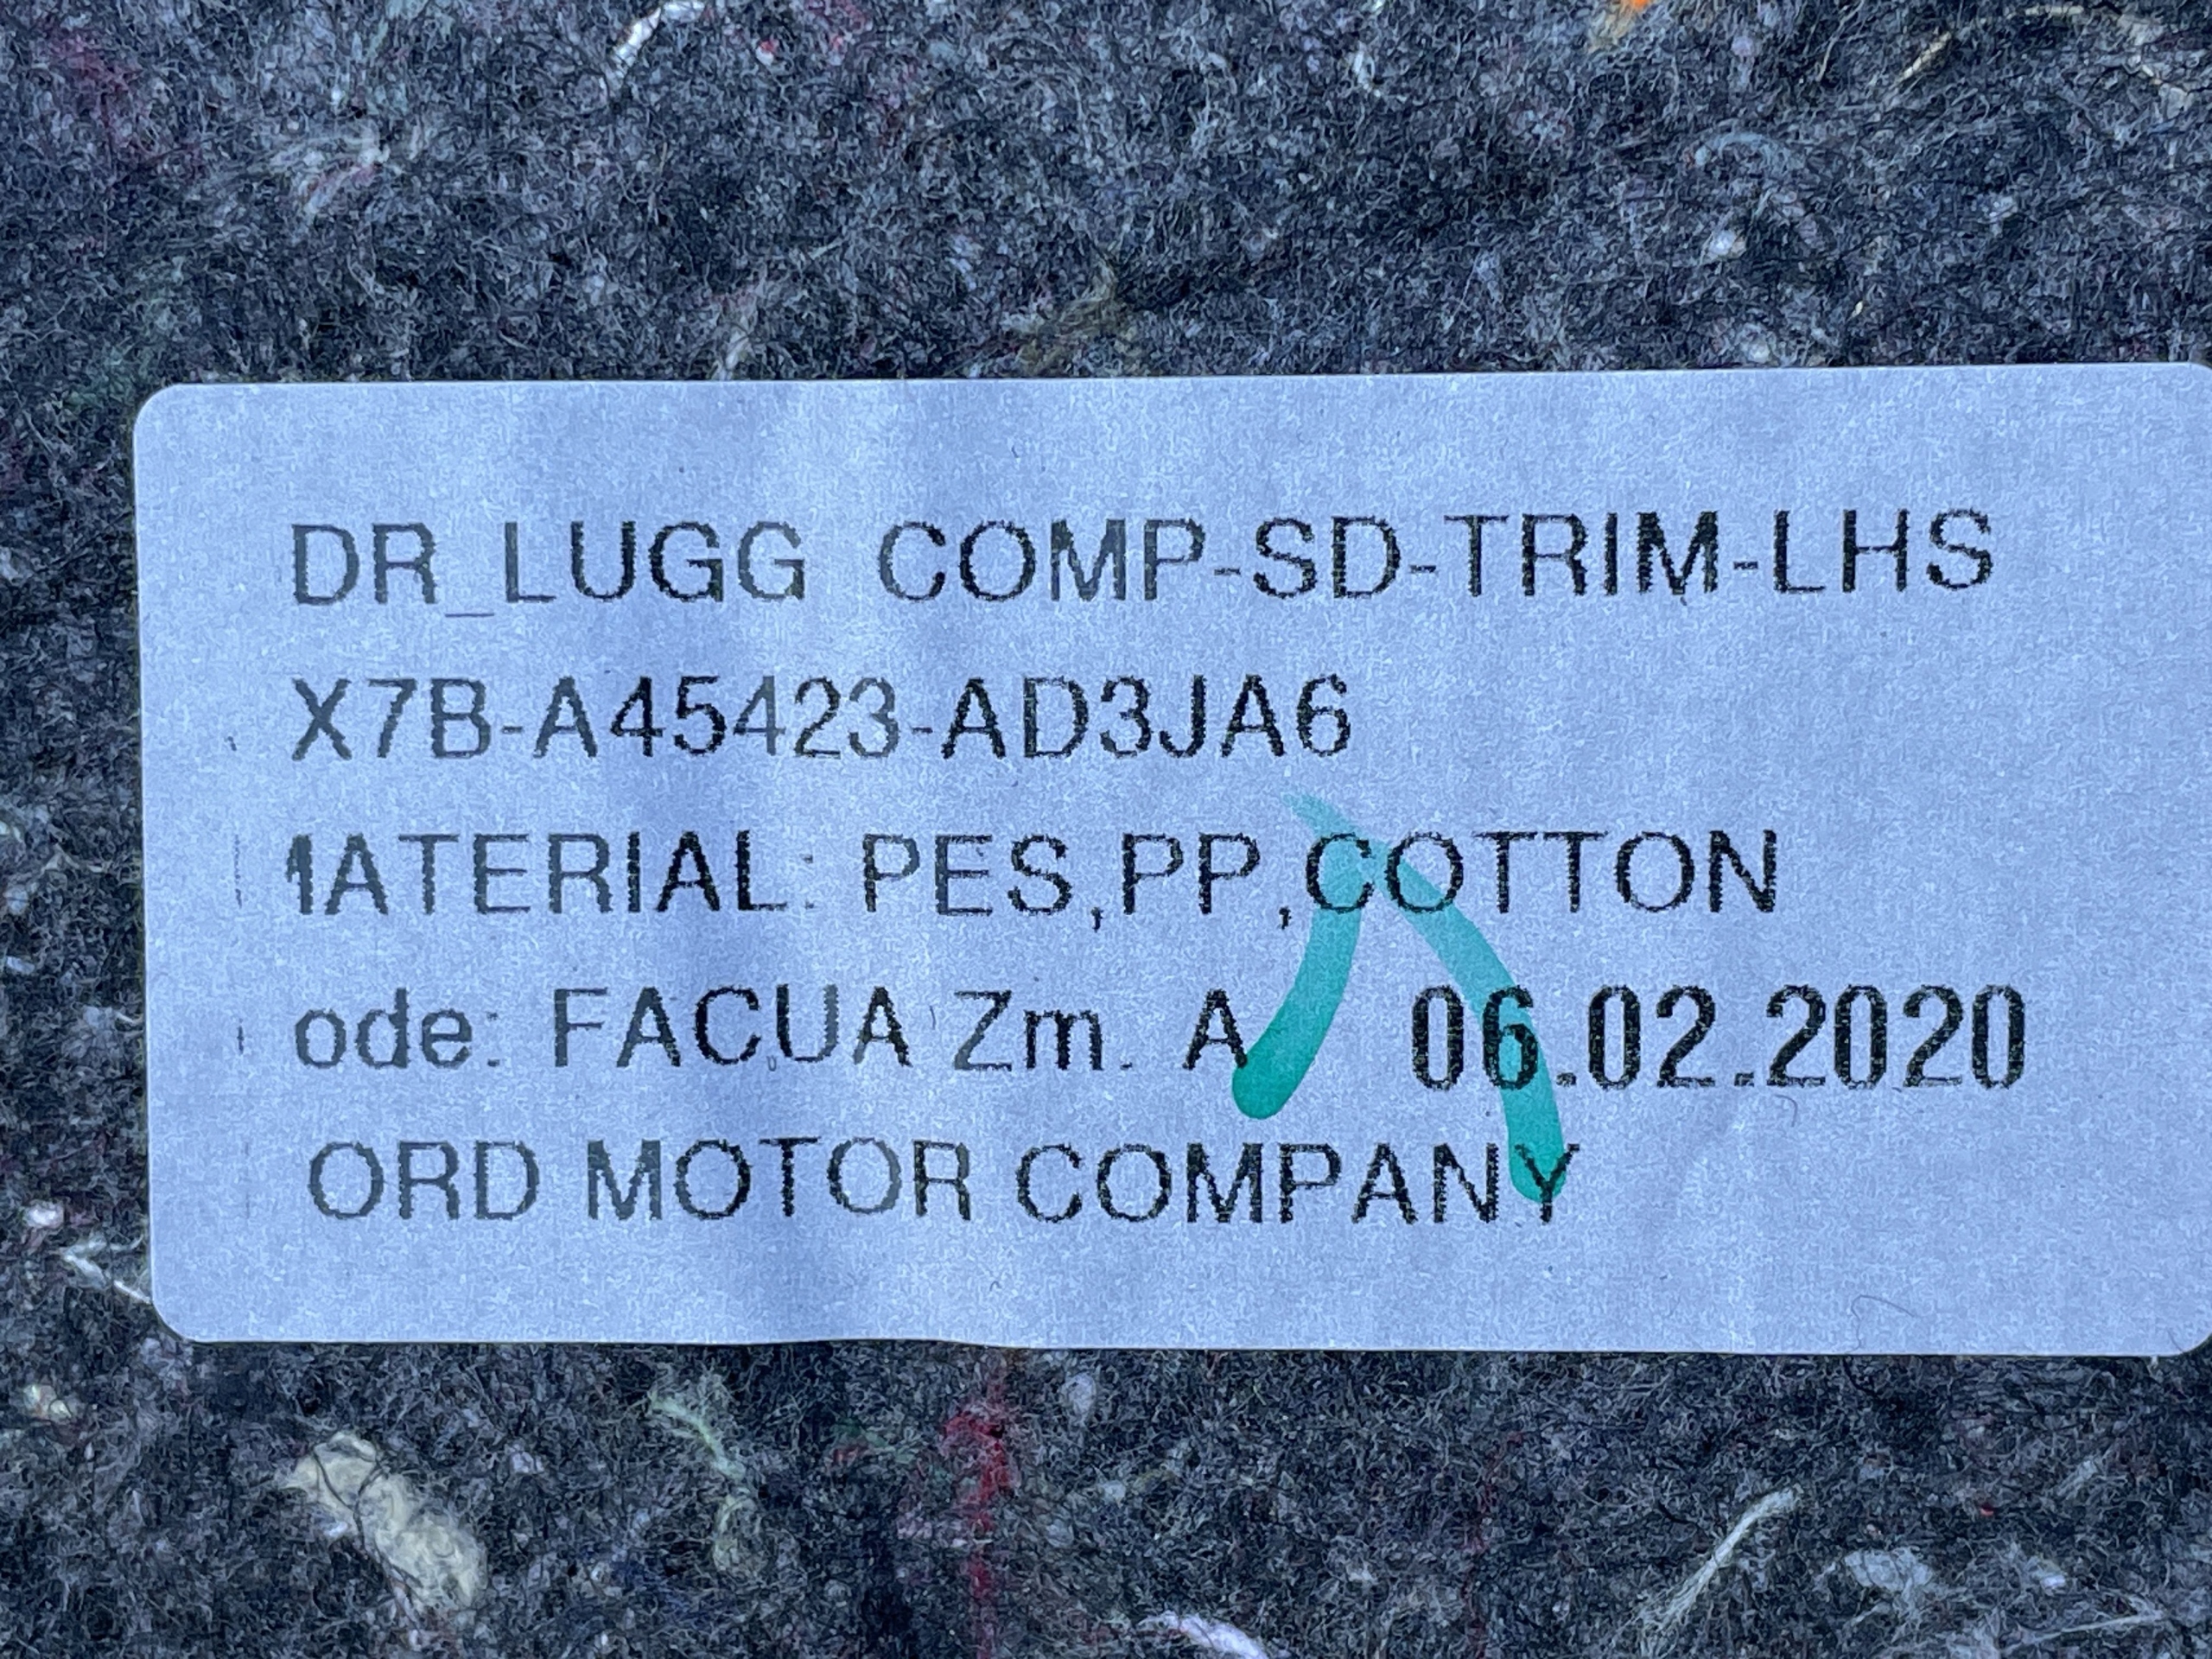 DR_LUGG COMP-SD-TRIM-LHS
X7B-A45423-AD3JA6
MATERIAL: PES,PP,COTTON
ode: FACUA Zm. A 06.02.2020
ORD MOTOR COMPANY